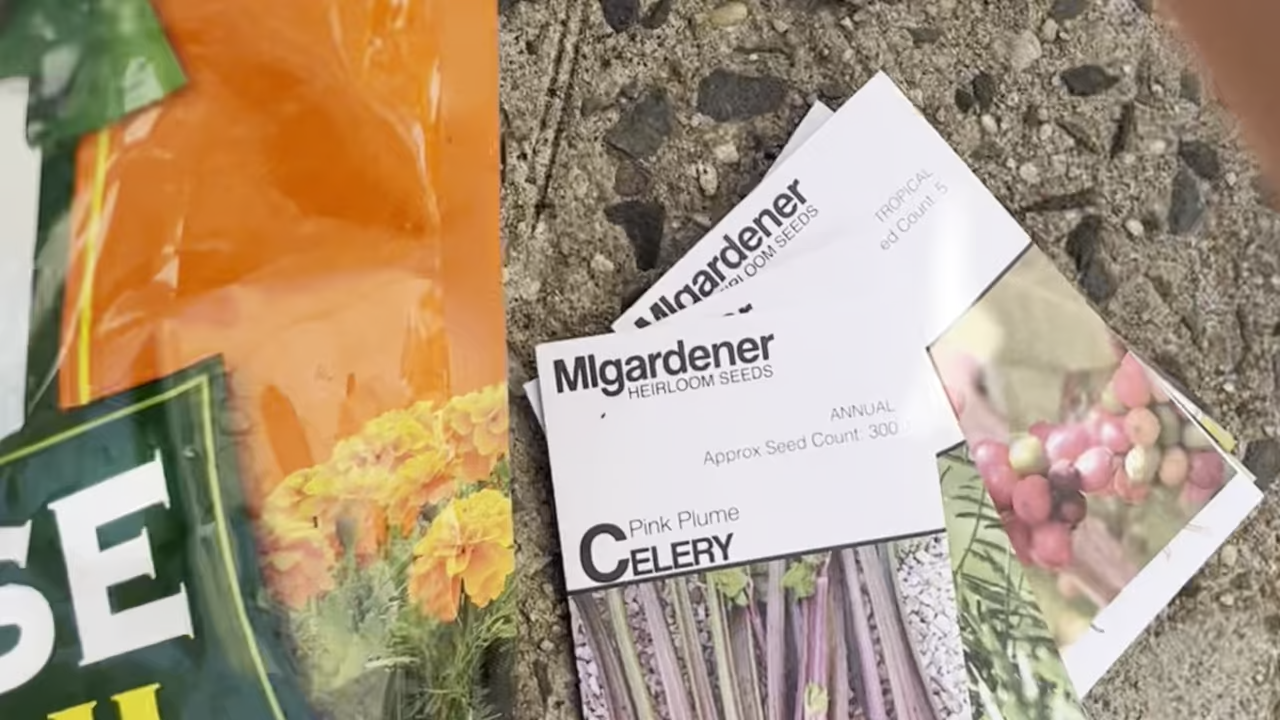 SE
MIgardener
HEIRLOOM SEEDS
TROPICAL
ed Count: 5
MIgardener
HEIRLOOM SEEDS
ANNUAL
Approx Seed Count: 300
Pink Plume
CELERY